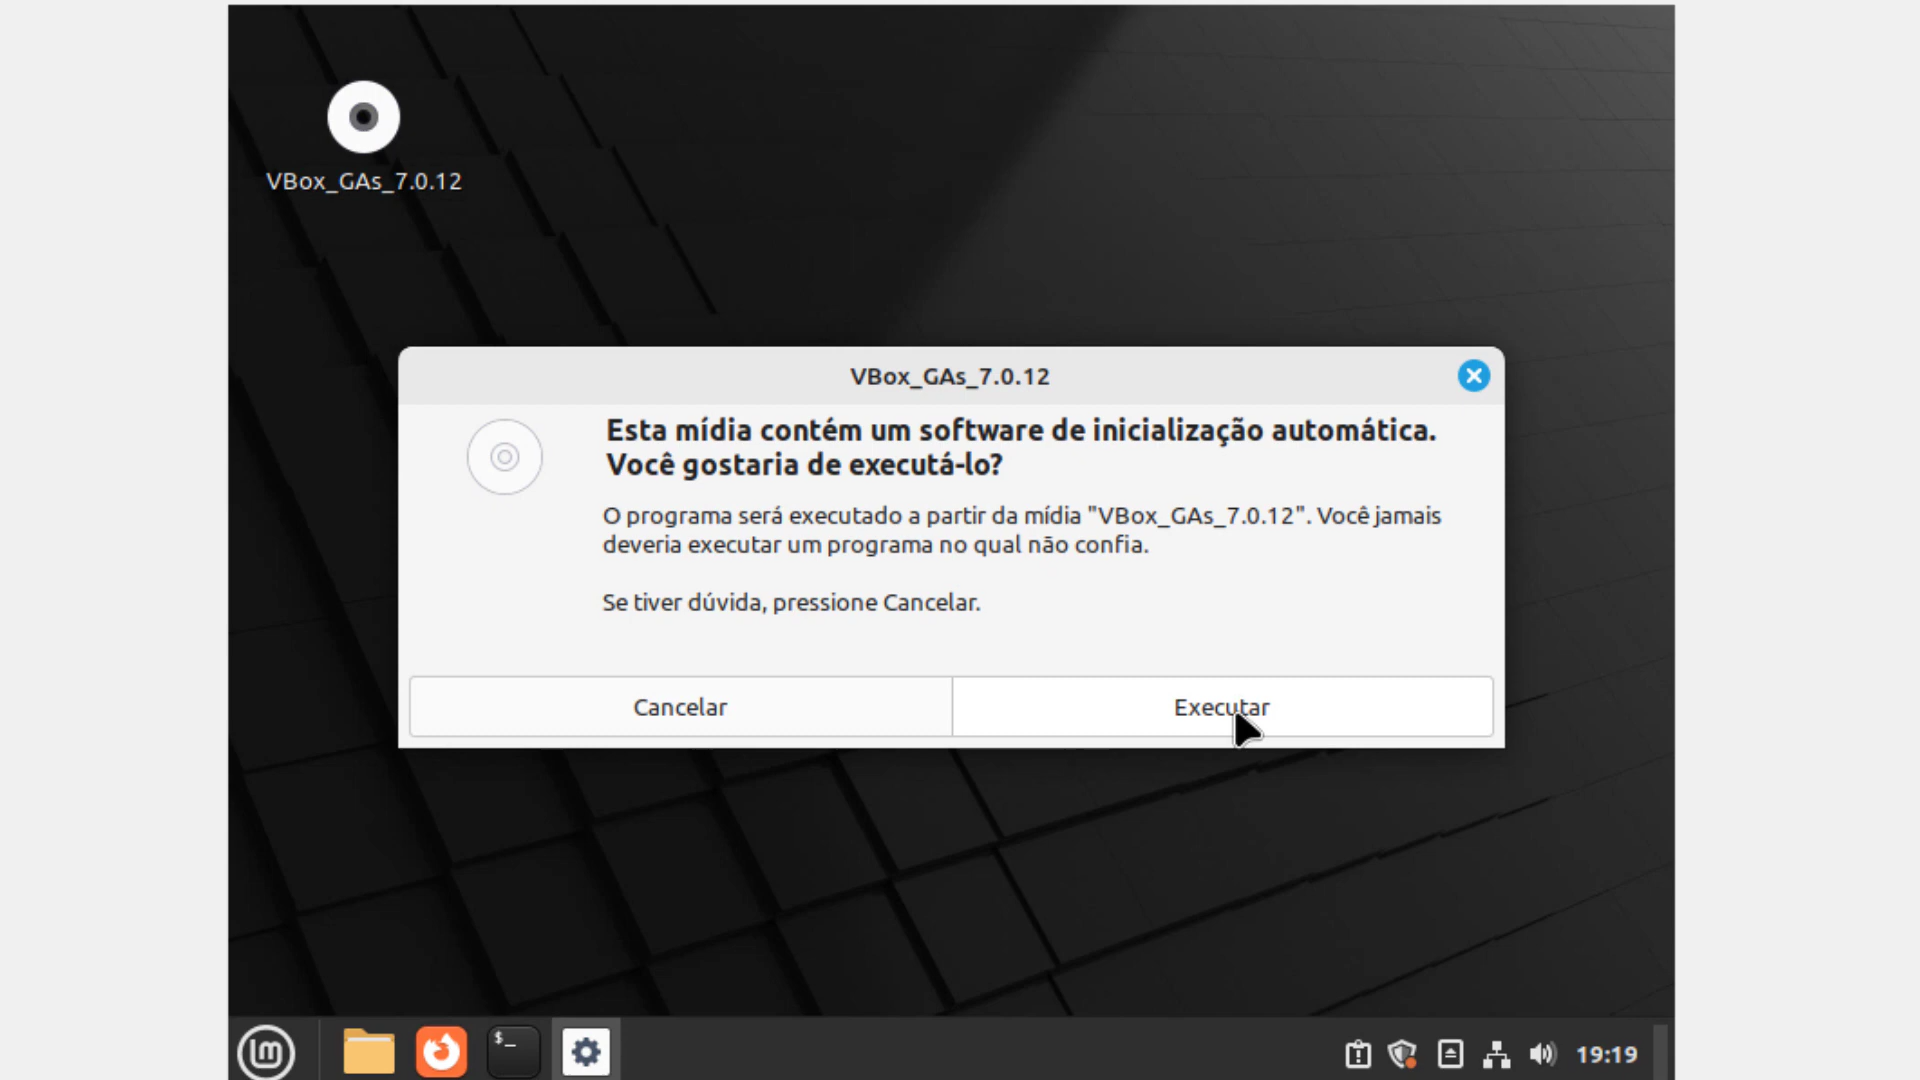 VBox_GAs_7.0.12
VBox_GAs_7.0.12
Esta mídia contém um software de inicialização automática.
Você gostaria de executá-lo?
O programa será executado a partir da mídia "VBox_GAs_7.0.12". Você jamais
deveria executar um programa no qual não confia.
Se tiver dúvida, pressione Cancelar.
Cancelar
Executar
lm
$_
19:19